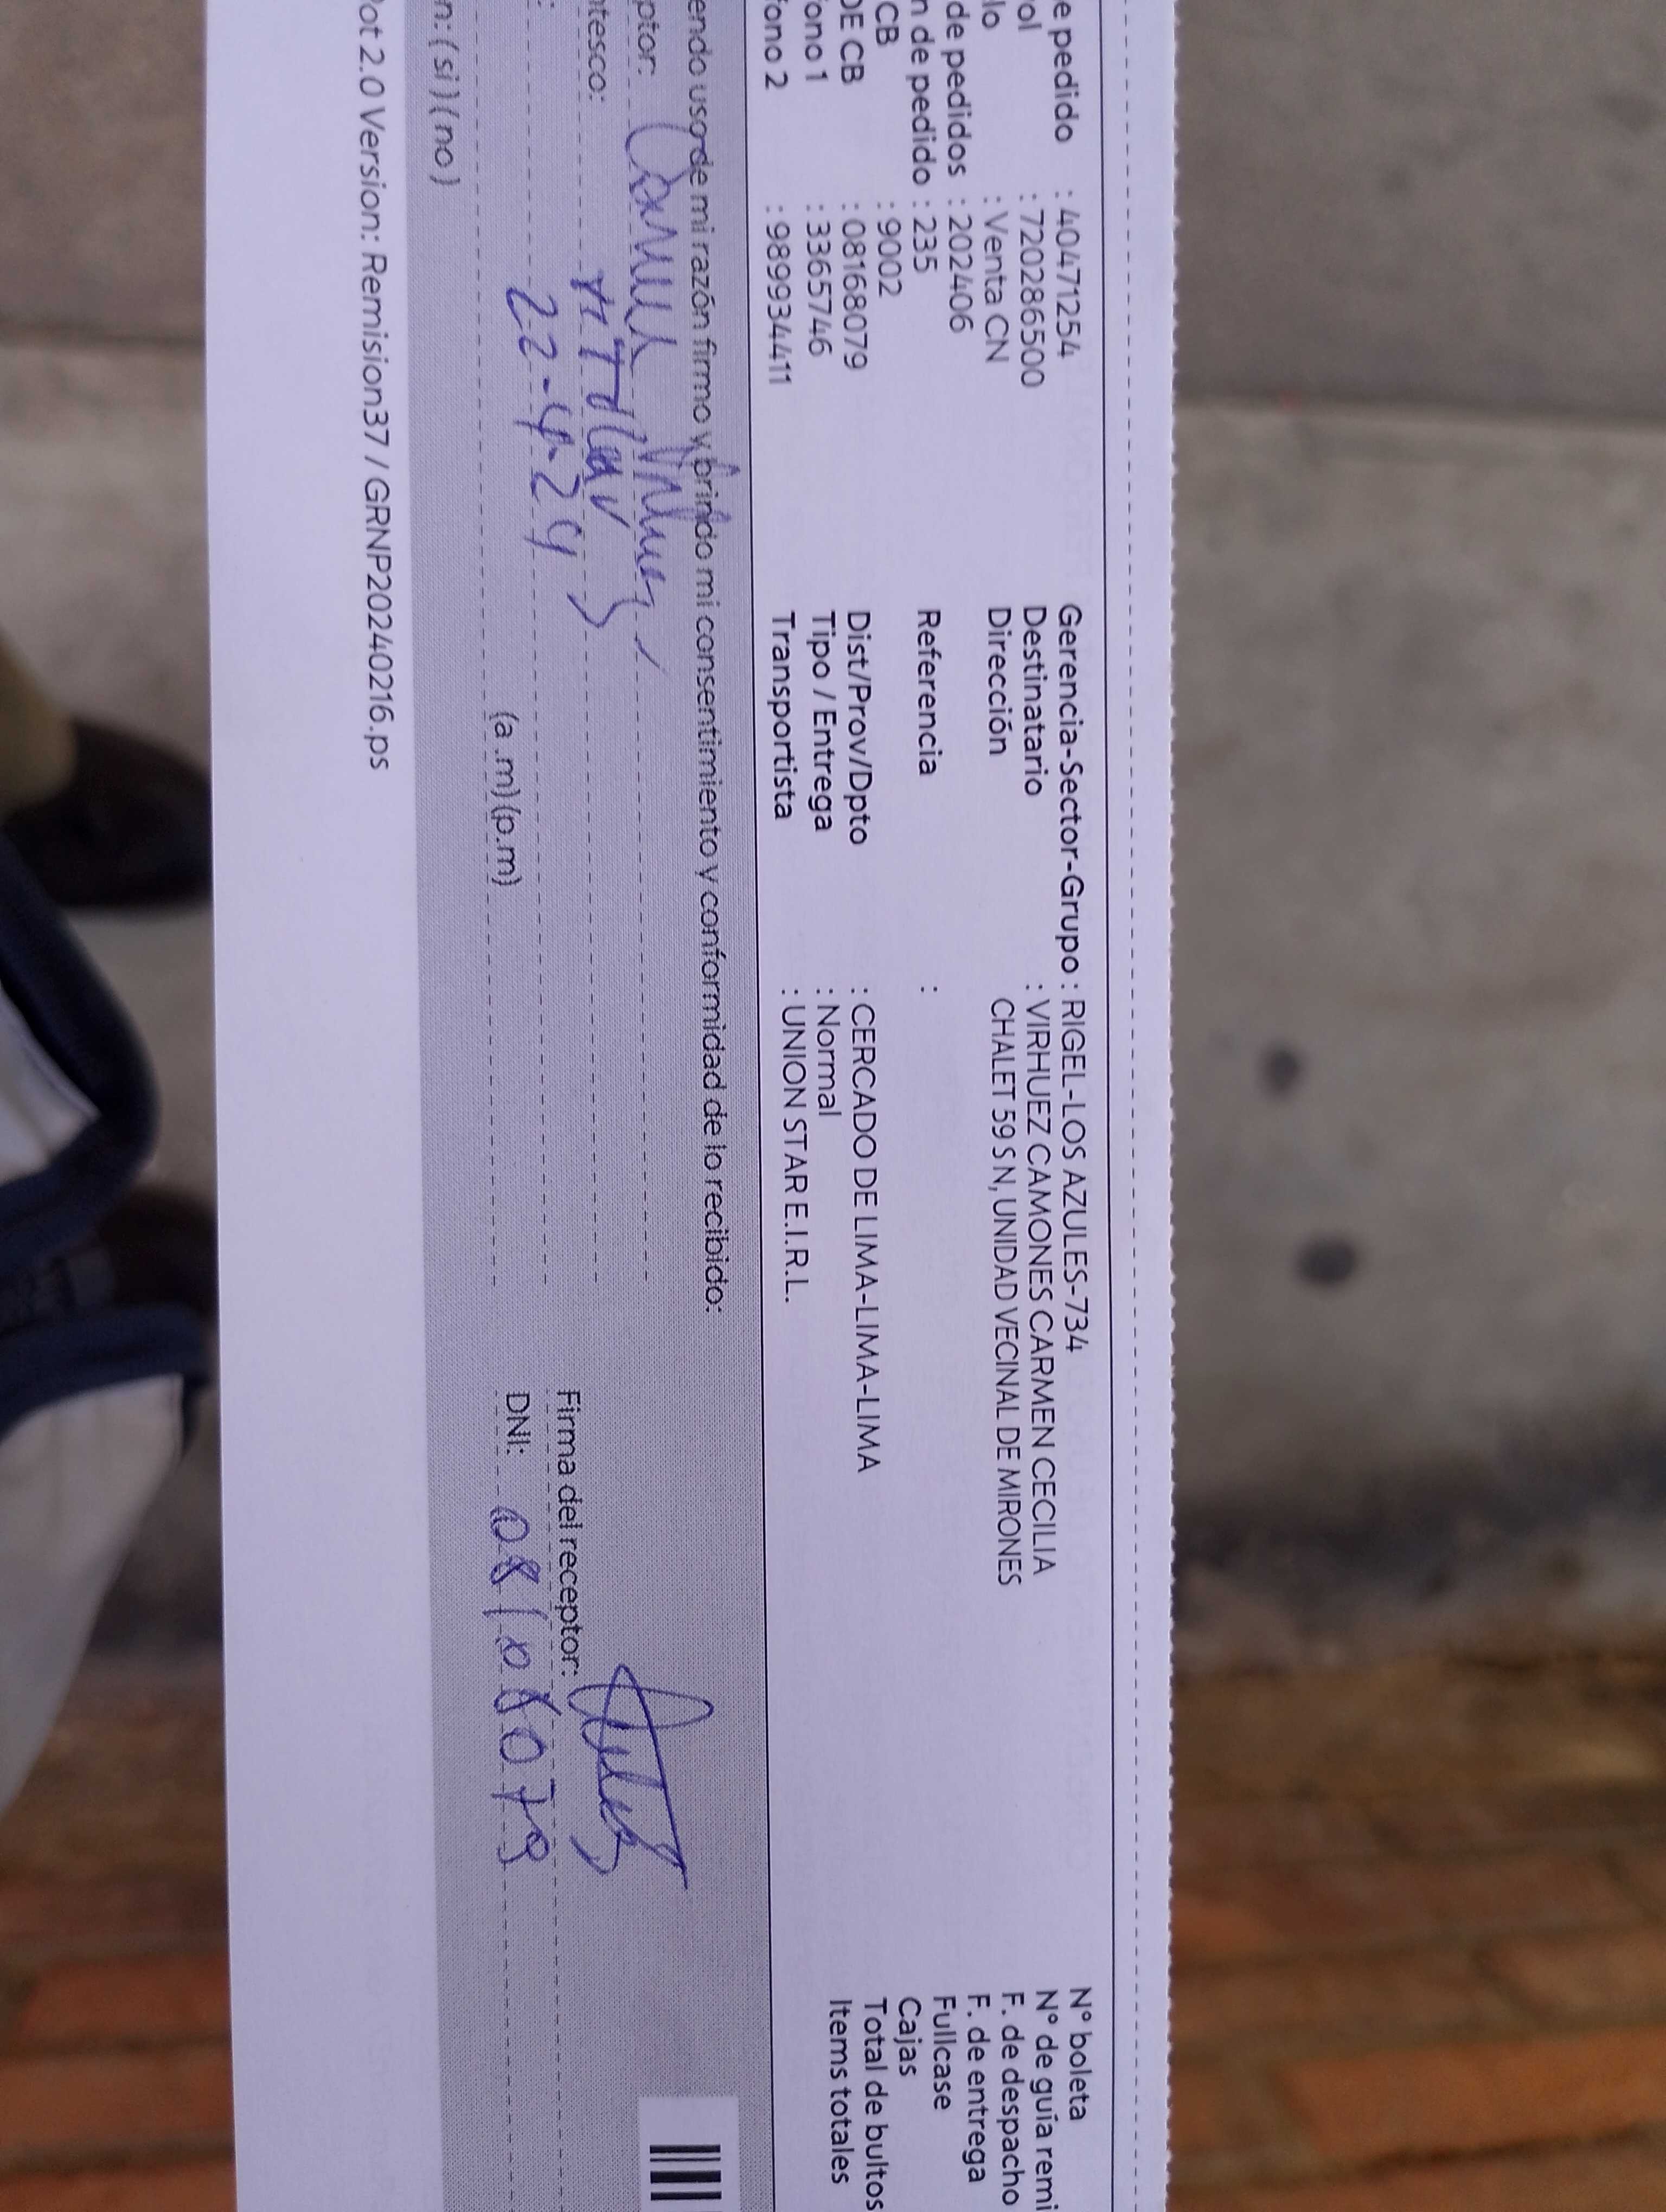 e pedido : 40471254 Gerencia-Sector-Grupo : RIGEL-LOS AZULES-734 N° boleta
ol : 720286500 Destinatario : VIRHUEZ CAMONES CARMEN CECILIA N° de guía remi
lo : Venta CN Dirección CHALET 59 S N, UNIDAD VECINAL DE MIRONES F. de despacho
de pedidos : 202406 F. de entrega
n de pedido : 235 Referencia : Fullcase
CB : 9002 Cajas
DE CB : 08168079 Dist/Prov/Dpto : CERCADO DE LIMA-LIMA-LIMA Total de bultos
fono 1 : 3365746 Tipo / Entrega : Normal Items totales
fono 2 : 989934411 Transportista : UNION STAR E.I.R.L.
endo uso de mi razón firmo y brindo mi consentimiento y conformidad de lo recibido:
ptor:
ntesco: Firma del receptor:
: 22-4-24
(a.m)(p.m) DNI: 08168079
n: ( si ) ( no )
Pot 2.0 Version: Remision37 / GRNP20240216.ps